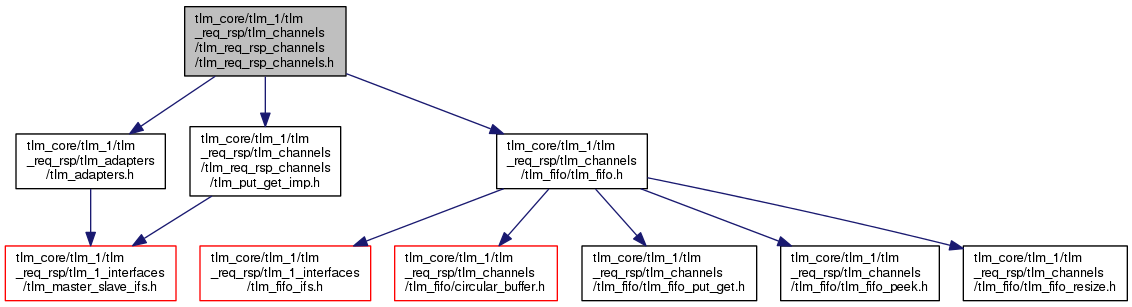 tlm_core/tlm_1/tlm
_req_rsp/tlm_channels
/tlm_req_rsp_channels
/tlm_req_rsp_channels.h
tlm_core/tlm_1/tlm
_req_rsp/tlm_adapters
/tlm_adapters.h
tlm_core/tlm_1/tlm
_req_rsp/tlm_channels
/tlm_req_rsp_channels
/tlm_put_get_imp.h
tlm_core/tlm_1/tlm
_req_rsp/tlm_channels
/tlm_fifo/tlm_fifo.h
tlm_core/tlm_1/tlm
_req_rsp/tlm_1_interfaces
/tlm_master_slave_ifs.h
tlm_core/tlm_1/tlm
_req_rsp/tlm_1_interfaces
/tlm_fifo_ifs.h
tlm_core/tlm_1/tlm
_req_rsp/tlm_channels
/tlm_fifo/circular_buffer.h
tlm_core/tlm_1/tlm
_req_rsp/tlm_channels
/tlm_fifo/tlm_fifo_put_get.h
tlm_core/tlm_1/tlm
_req_rsp/tlm_channels
/tlm_fifo/tlm_fifo_peek.h
tlm_core/tlm_1/tlm
_req_rsp/tlm_channels
/tlm_fifo/tlm_fifo_resize.h